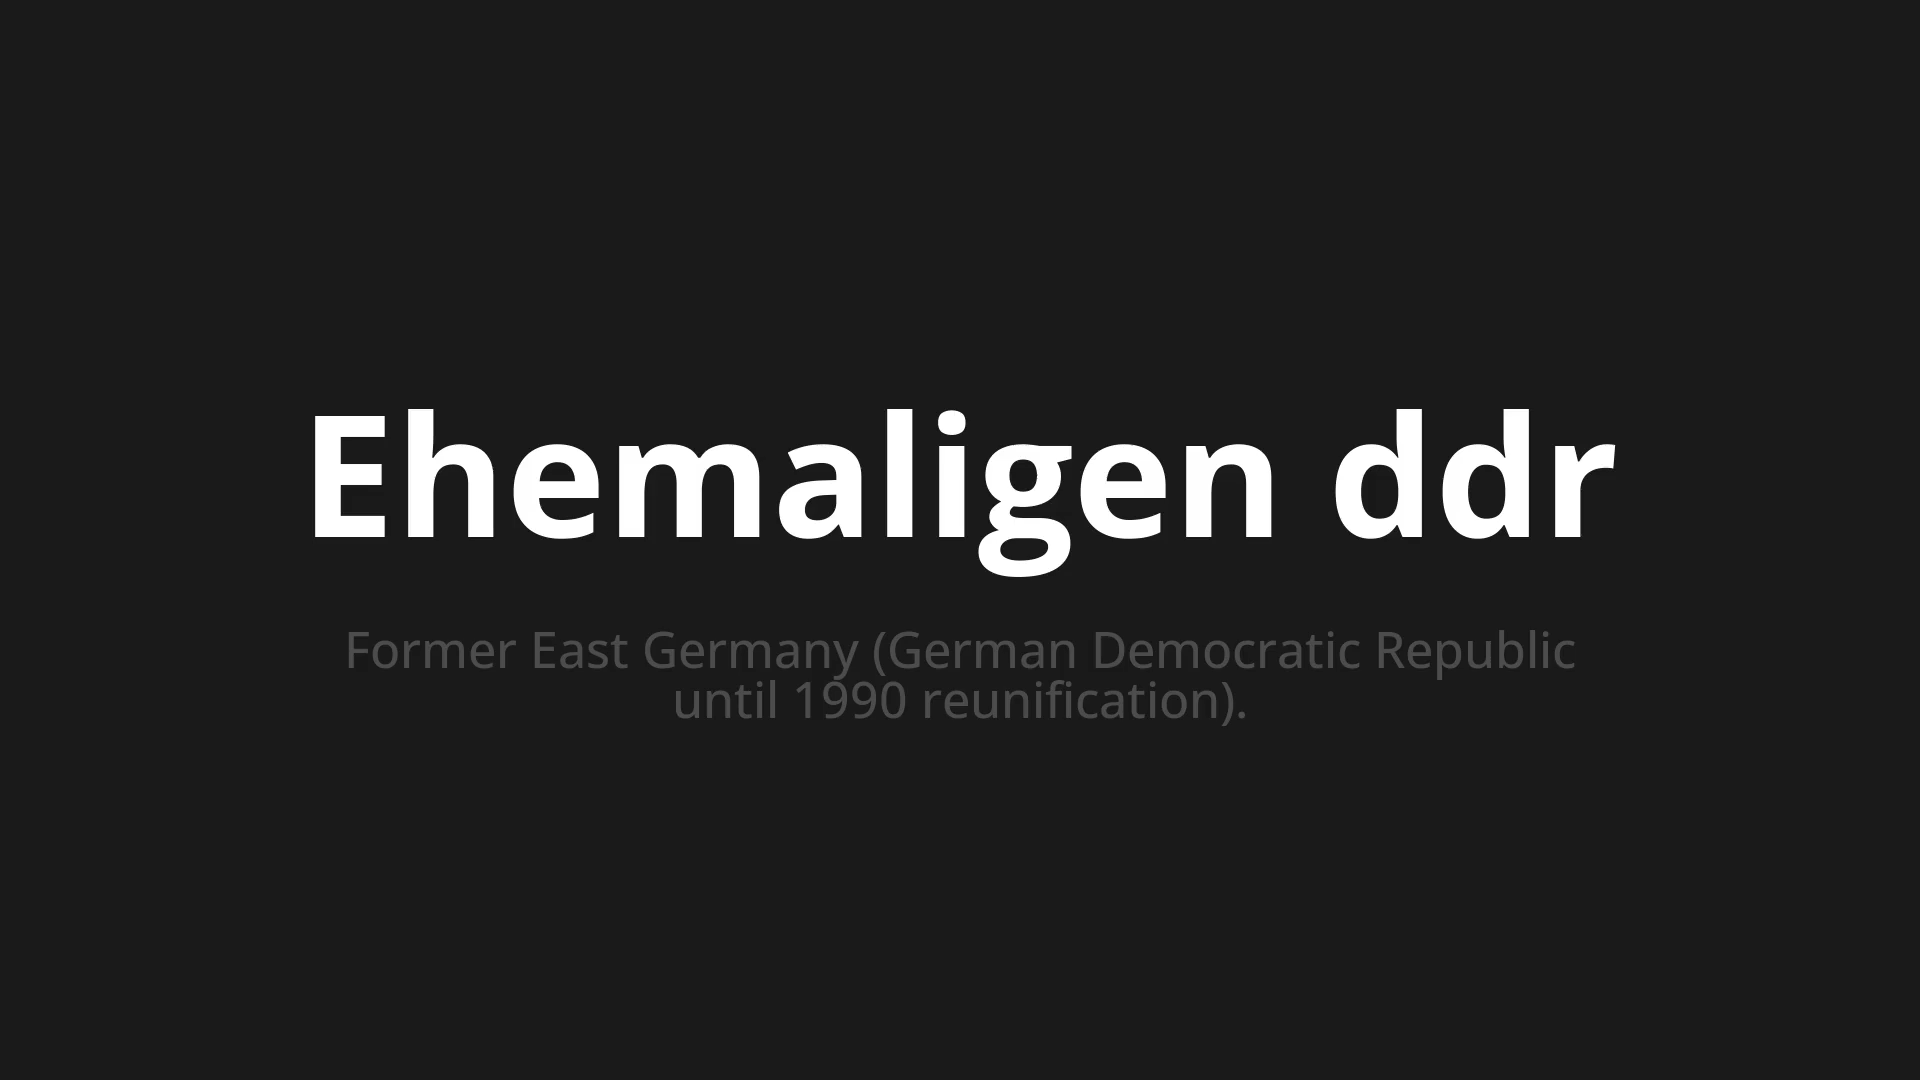 Ehemaligen ddr
Former East Germany (German Democratic Republic
until 1990 reunification).